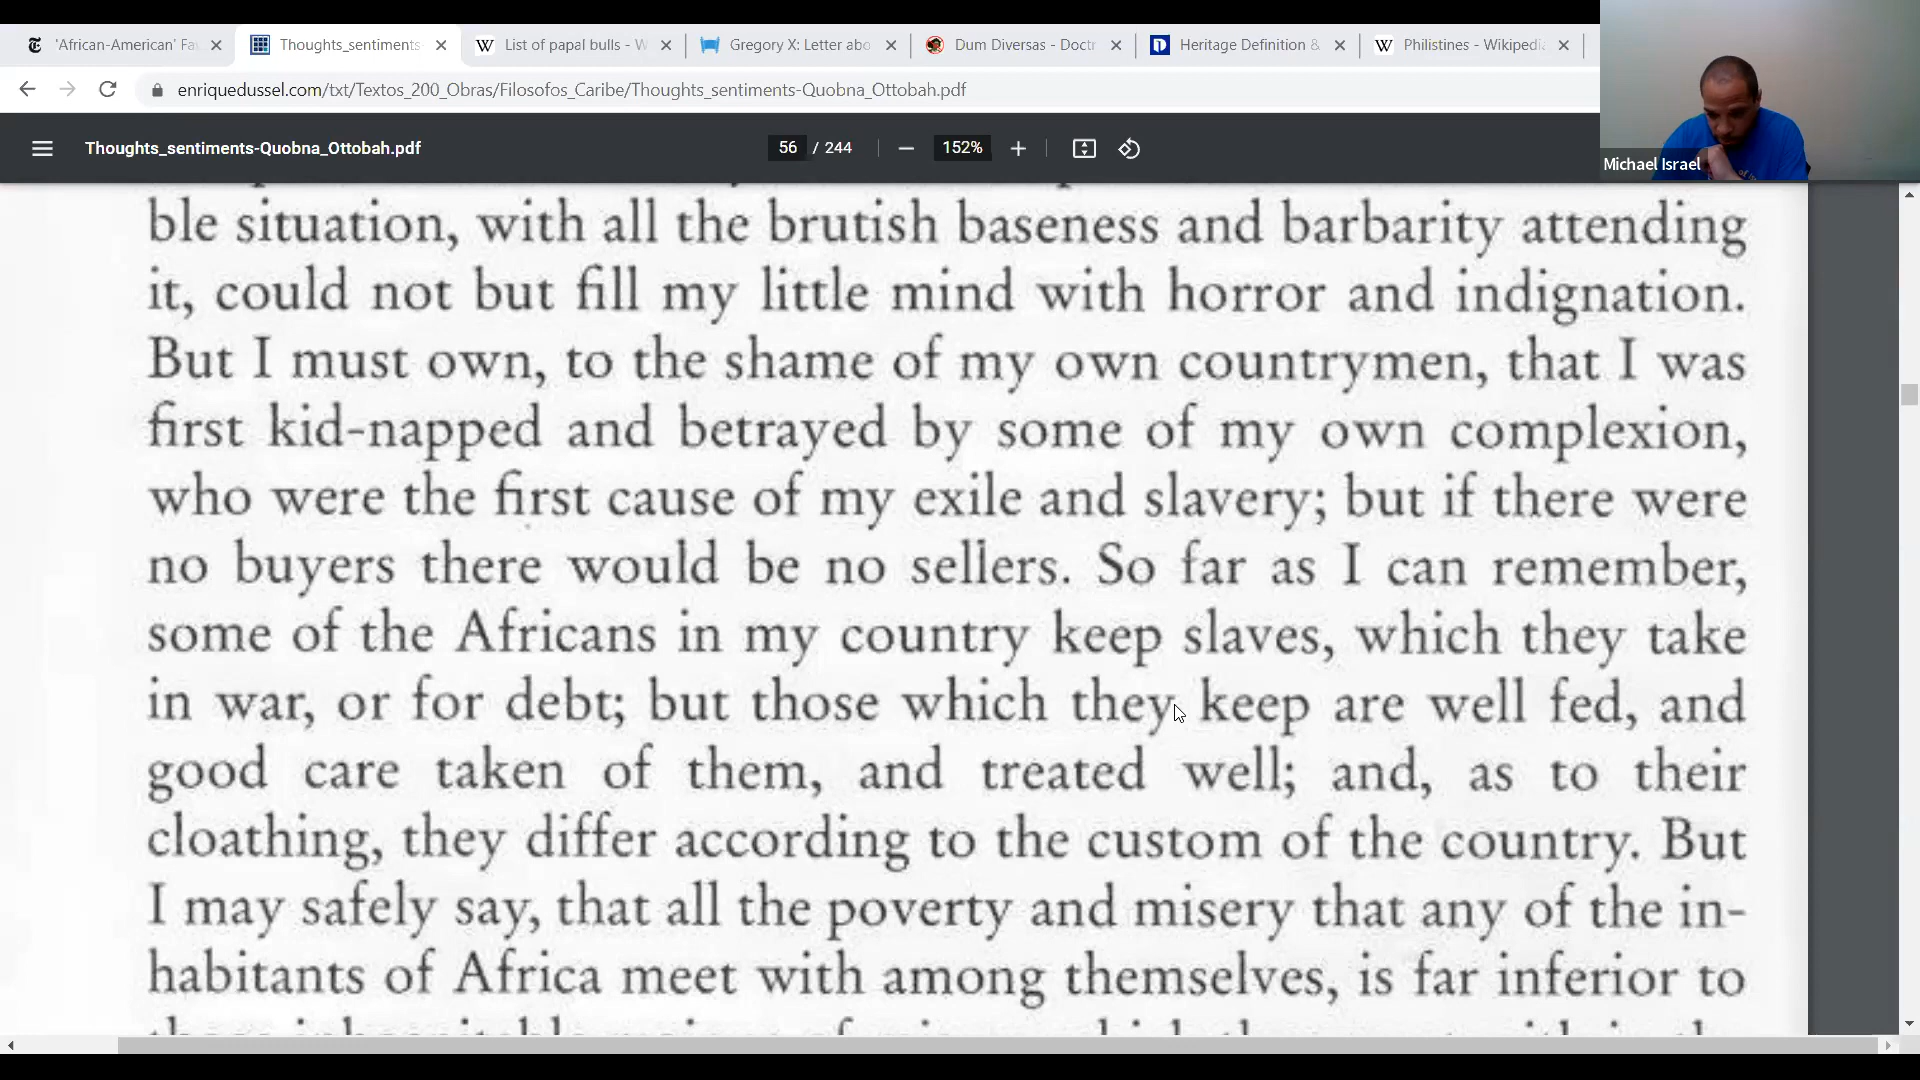 'African-American' Fa
Thoughts_sentiments
List of papal bulls - W
Gregory X: Letter abo
Dum Diversas - Doct
Heritage Definition &
Philistines - Wikipedi
enriquedussel.com/txt/Textos_200_Obras/Filosofos_Caribe/Thoughts_sentiments-Quobna_Ottobah.pdf
Thoughts_sentiments-Quobna_Ottobah.pdf
56 / 244
152%
Michael Israel
ble situation, with all the brutish baseness and barbarity attending
it, could not but fill my little mind with horror and indignation.
But I must own, to the shame of my own countrymen, that I was
first kid-napped and betrayed by some of my own complexion,
who were the first cause of my exile and slavery; but if there were
no buyers there would be no sellers. So far as I can remember,
some of the Africans in my country keep slaves, which they take
in war, or for debt; but those which they keep are well fed, and
good care taken of them, and treated well; and, as to their
cloathing, they differ according to the custom of the country. But
I may safely say, that all the poverty and misery that any of the in-
habitants of Africa meet with among themselves, is far inferior to